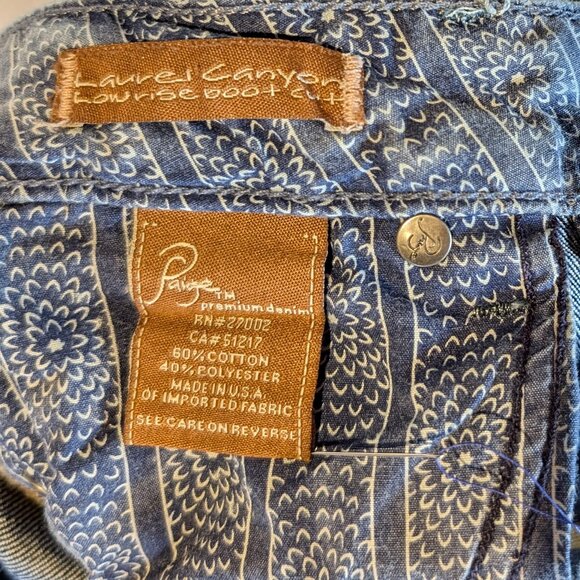 Laurel Canyon
low rise boot cut
Paige TM
premium denim
RN#27002
CA#51217
60% COTTON
40% POLYESTER
MADE IN U.S.A.
OF IMPORTED FABRIC
SEE CARE ON REVERSE